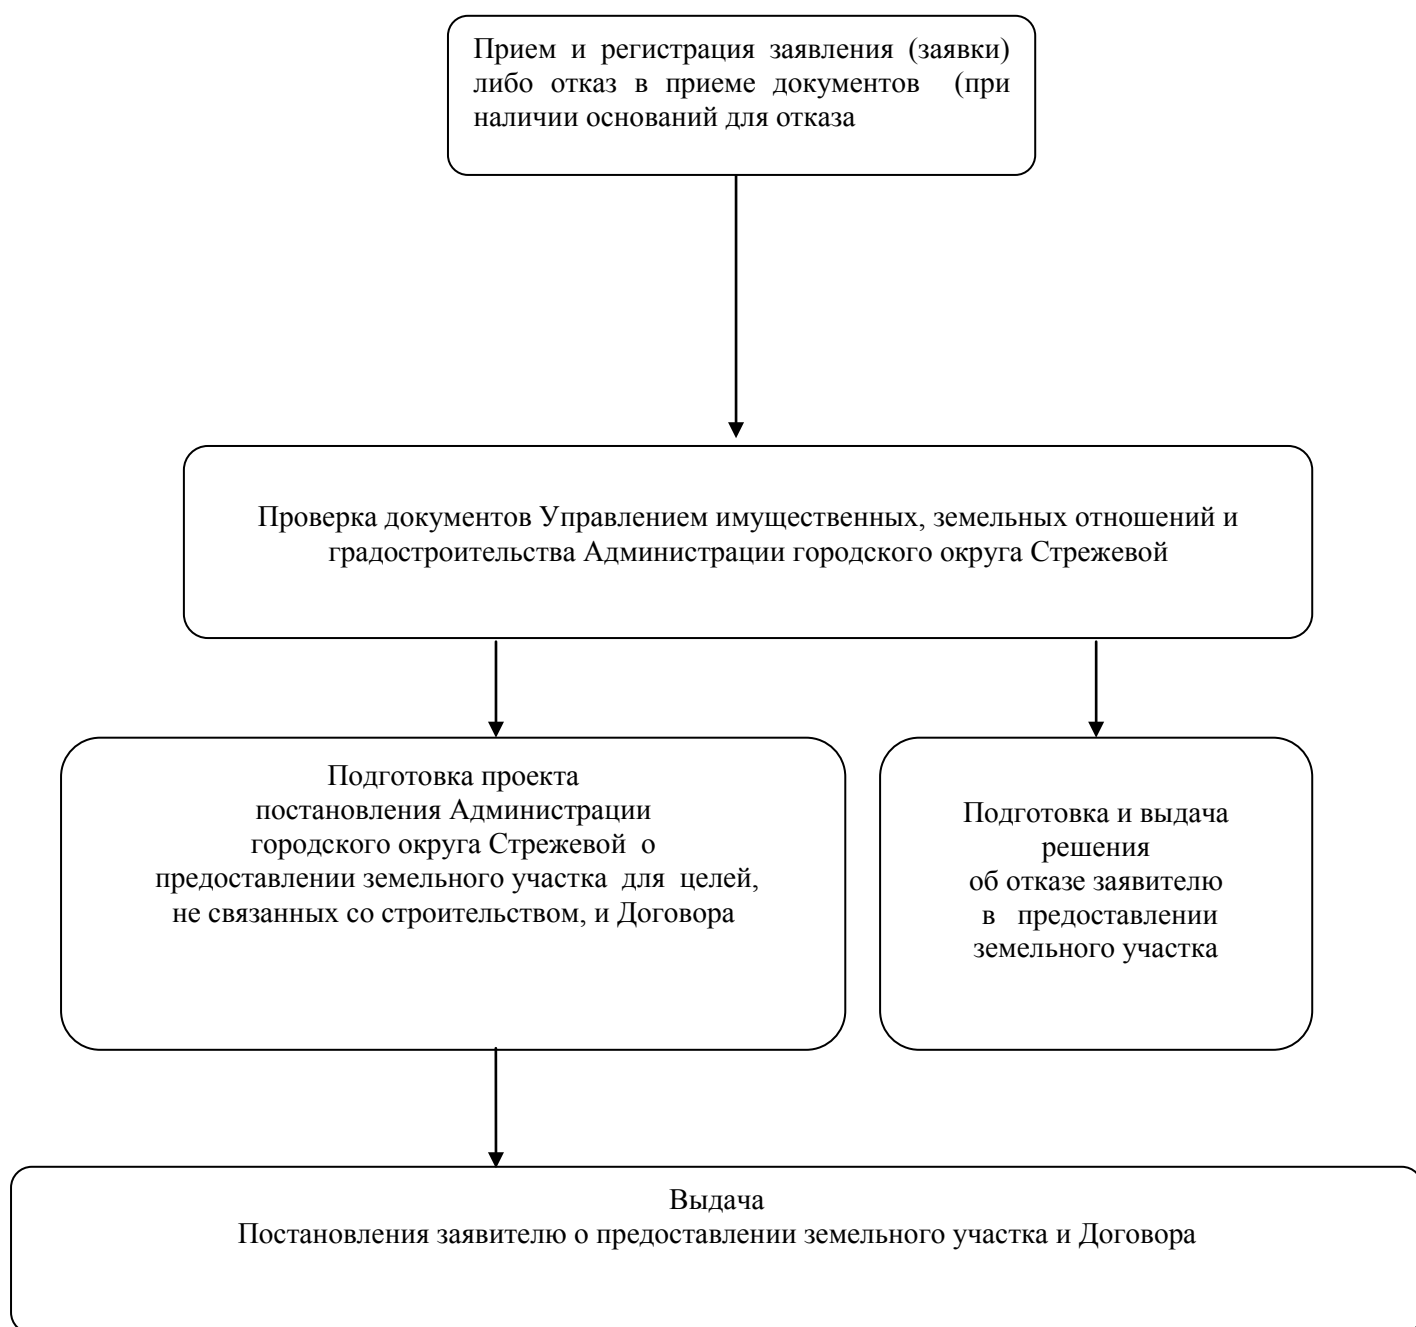 Прием и регистрация заявления (заявки)
либо отказ в приеме документов (при
наличии оснований для отказа
Проверка документов Управлением имущественных, земельных отношений и
градостроительства Администрации городского округа Стрежевой
Подготовка проекта
постановления Администрации
городского округа Стрежевой о
предоставлении земельного участка для целей,
не связанных со строительством, и Договора
Подготовка и выдача
решения
об отказе заявителю
в предоставлении
земельного участка
Выдача
Постановления заявителю о предоставлении земельного участка и Договора